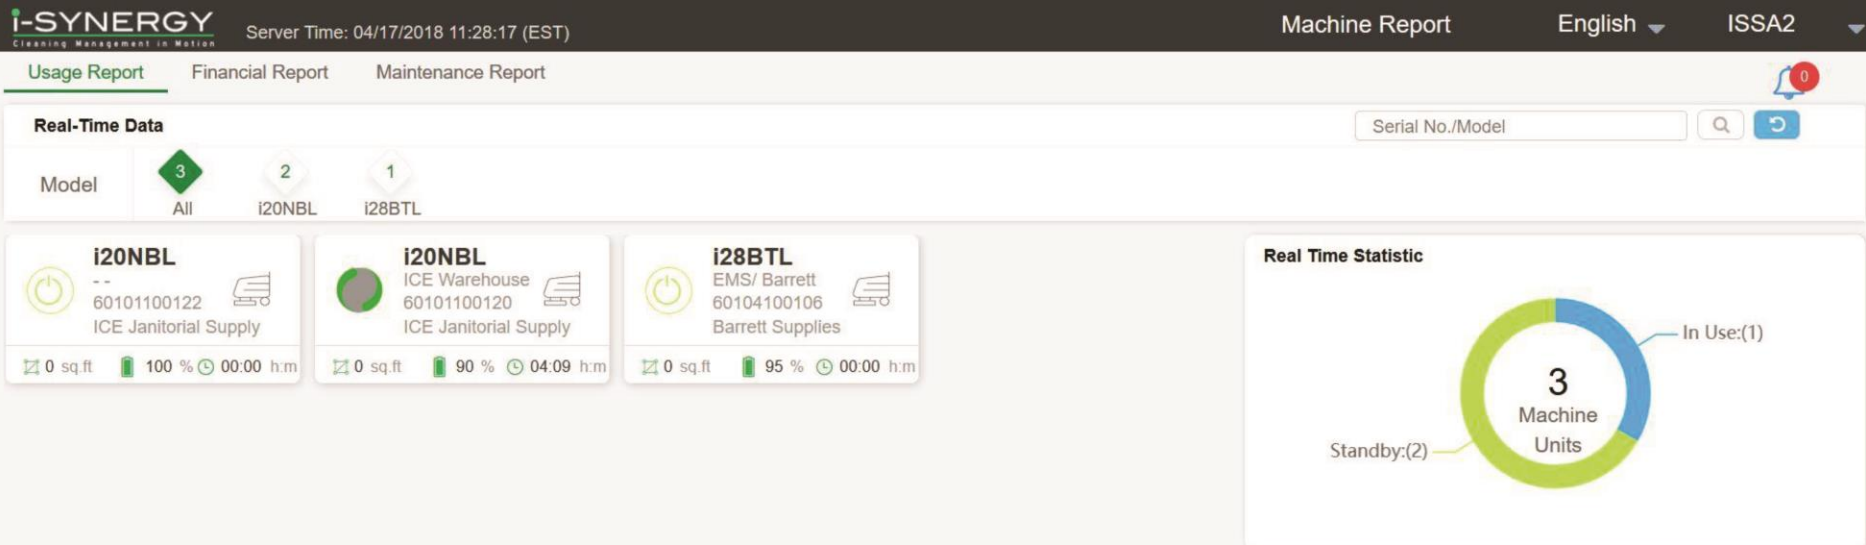 i-SYNERGY
Cleaning Management in Motion
Server Time: 04/17/2018 11:28:17 (EST)
Machine Report
English
ISSA2
Usage Report
Financial Report
Maintenance Report
0
Real-Time Data
Serial No./Model
Model
3
All
2
i20NBL
1
i28BTL
i20NBL
- -
60101100122
ICE Janitorial Supply
0 sq.ft 100 % 00:00 h:m
i20NBL
ICE Warehouse
60101100120
ICE Janitorial Supply
0 sq.ft 90 % 04:09 h:m
i28BTL
EMS/ Barrett
60104100106
Barrett Supplies
0 sq.ft 95 % 00:00 h:m
Real Time Statistic
In Use:(1)
3
Machine
Units
Standby:(2)